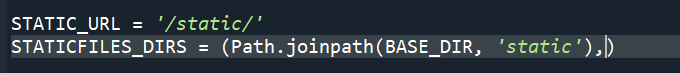 STATIC_URL = '/static/'
STATICFILES_DIRS = (Path.joinpath(BASE_DIR, 'static'),)